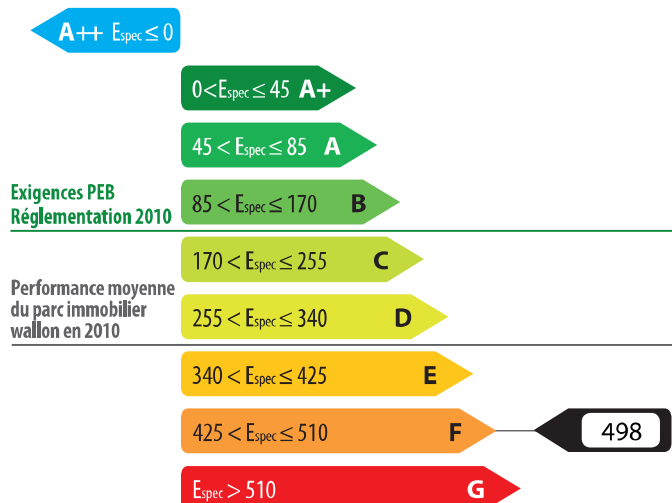 A++ Espec ≤ 0
0 < Espec ≤ 45 A+
45 < Espec ≤ 85 A
Exigences PEB
Réglementation 2010
85 < Espec ≤ 170 B
170 < Espec ≤ 255 C
Performance moyenne
du parc immobilier
wallon en 2010
255 < Espec ≤ 340 D
340 < Espec ≤ 425 E
425 < Espec ≤ 510 F 498
Espec > 510 G